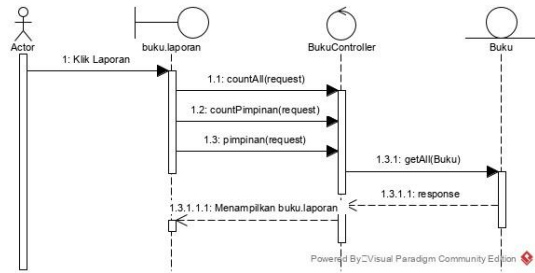 Actor
buku.laporan
BukuController
Buku
1: Klik Laporan
1.1: countAll(request)
1.2: countPimpinan(request)
1.3: pimpinan(request)
1.3.1: getAll(Buku)
1.3.1.1: response
1.3.1.1.1: Menampilkan buku.laporan
Powered By Visual Paradigm Community Edition